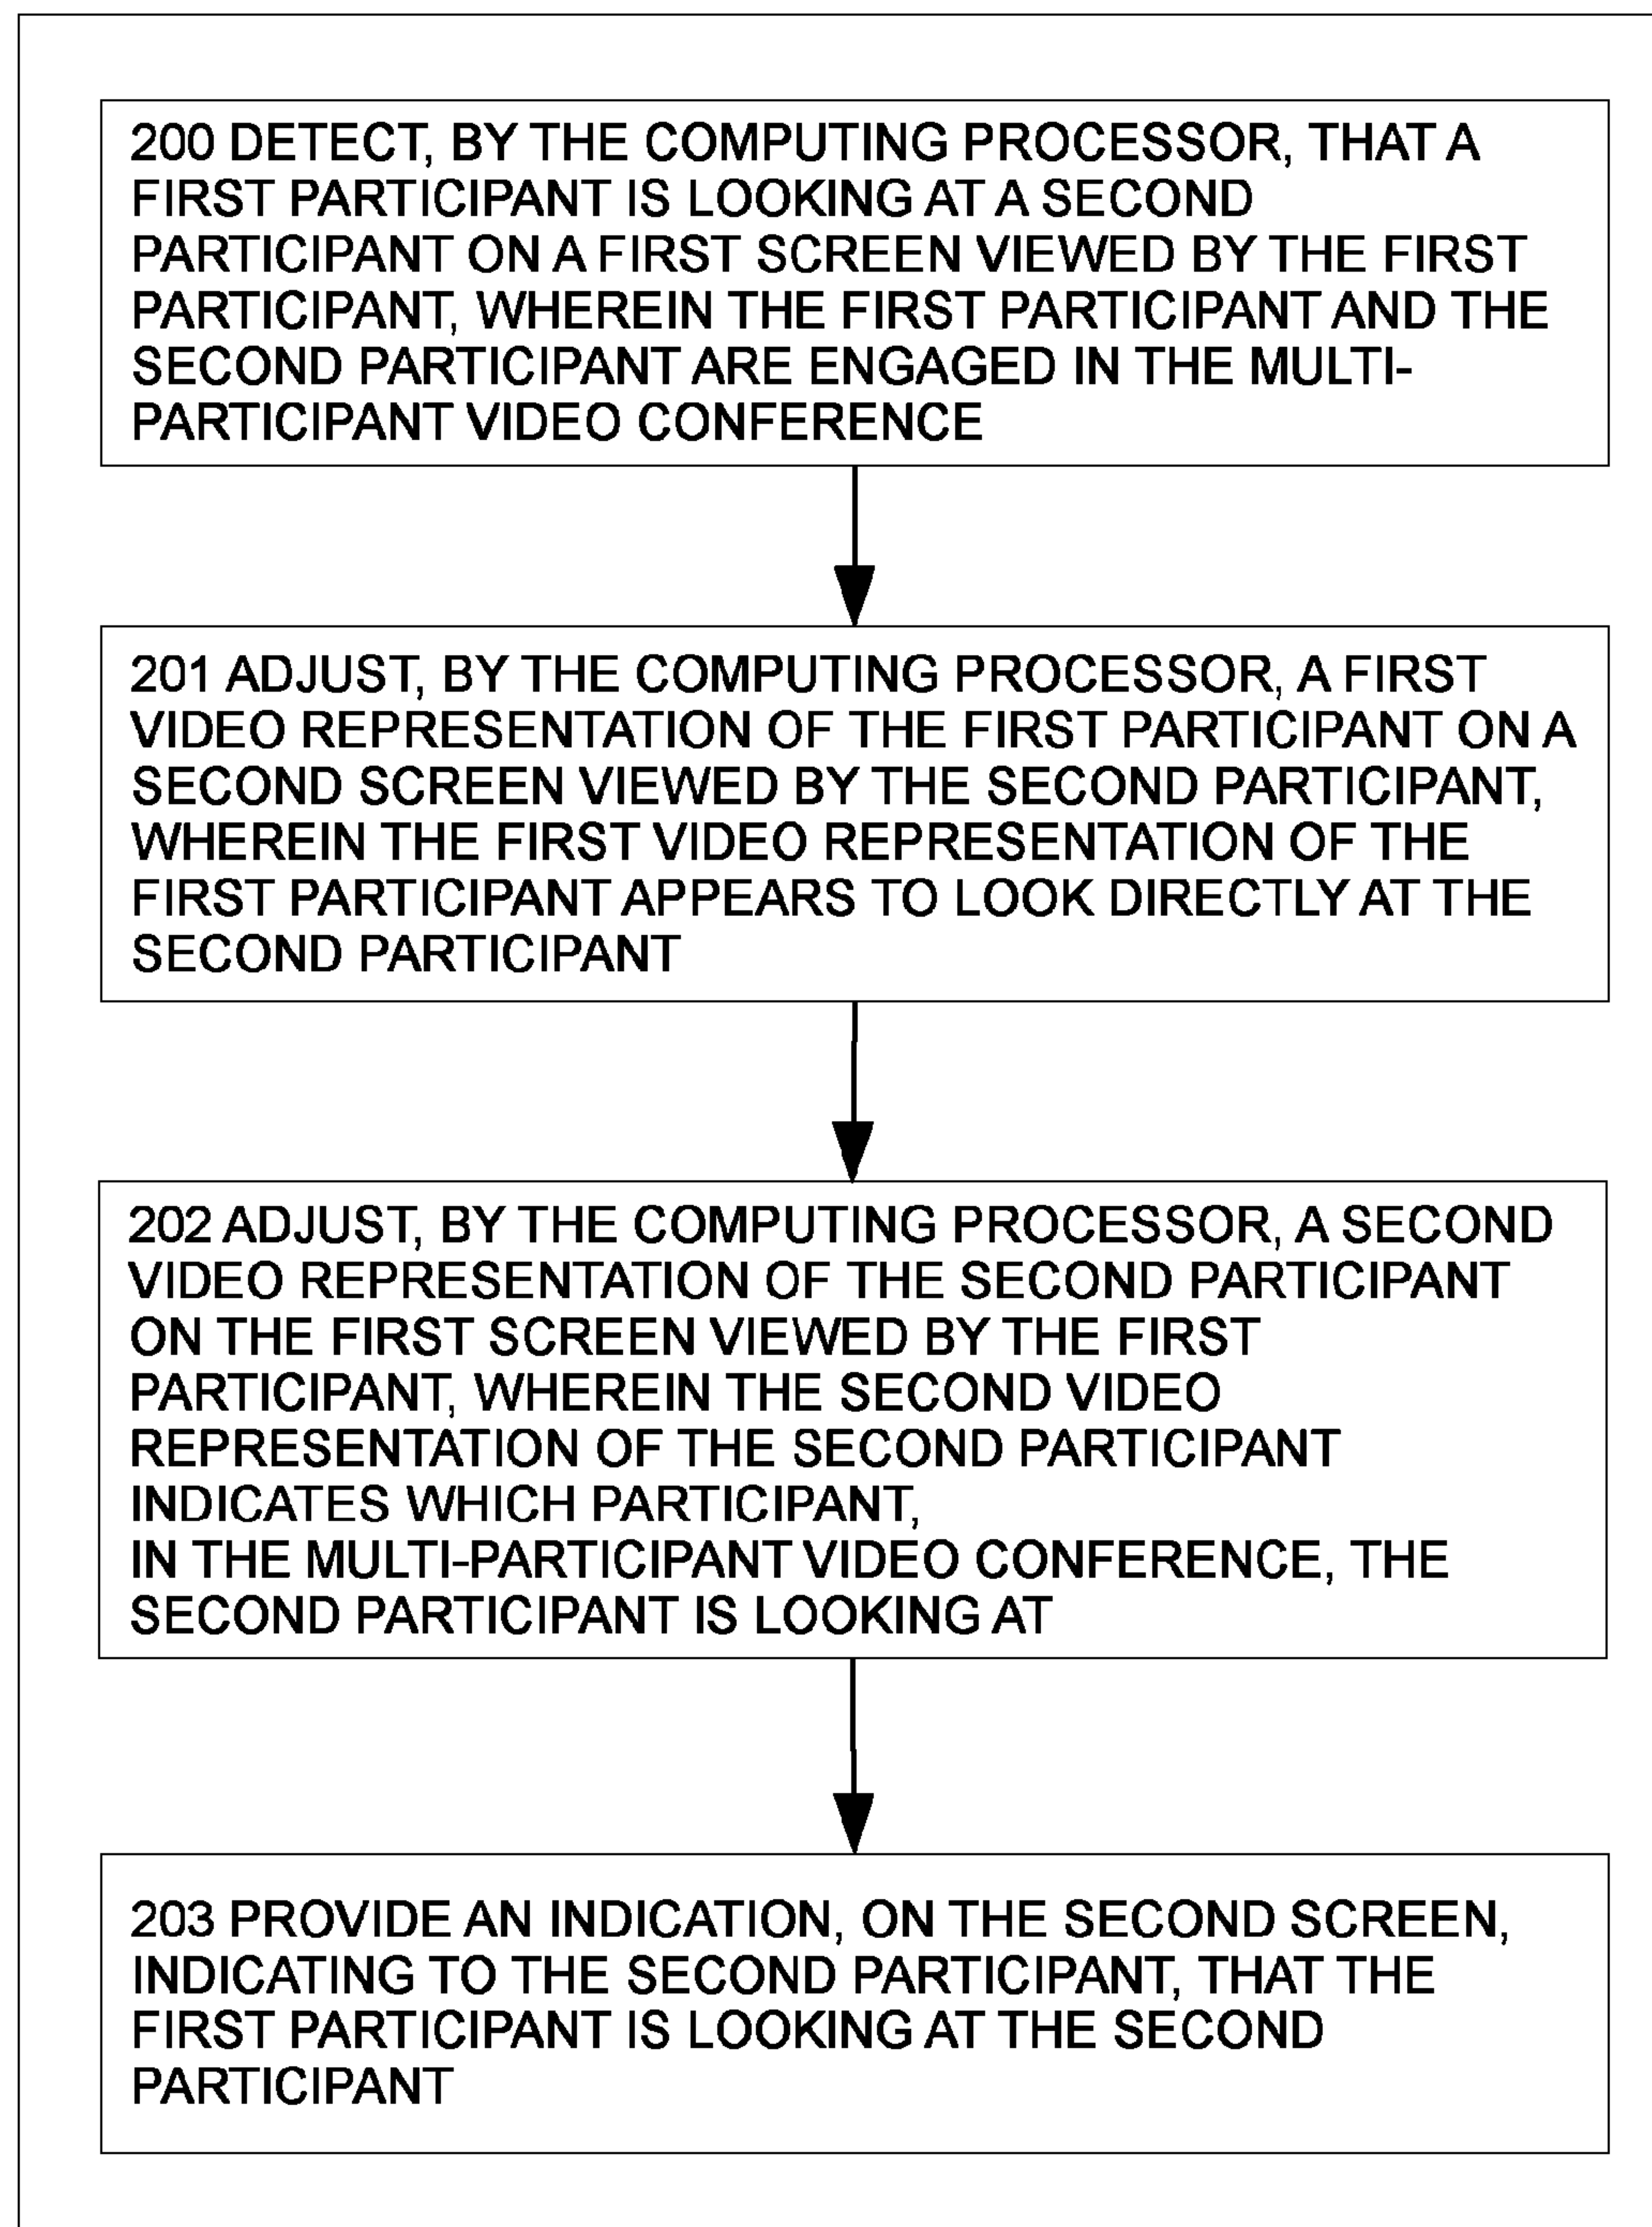 200 DETECT, BY THE COMPUTING PROCESSOR, THAT A
FIRST PARTICIPANT IS LOOKING AT A SECOND
PARTICIPANT ON A FIRST SCREEN VIEWED BY THE FIRST
PARTICIPANT, WHEREIN THE FIRST PARTICIPANT AND THE
SECOND PARTICIPANT ARE ENGAGED IN THE MULTI-
PARTICIPANT VIDEO CONFERENCE
201 ADJUST, BY THE COMPUTING PROCESSOR, A FIRST
VIDEO REPRESENTATION OF THE FIRST PARTICIPANT ON A
SECOND SCREEN VIEWED BY THE SECOND PARTICIPANT,
WHEREIN THE FIRST VIDEO REPRESENTATION OF THE
FIRST PARTICIPANT APPEARS TO LOOK DIRECTLY AT THE
SECOND PARTICIPANT
202 ADJUST, BY THE COMPUTING PROCESSOR, A SECOND
VIDEO REPRESENTATION OF THE SECOND PARTICIPANT
ON THE FIRST SCREEN VIEWED BY THE FIRST
PARTICIPANT, WHEREIN THE SECOND VIDEO
REPRESENTATION OF THE SECOND PARTICIPANT
INDICATES WHICH PARTICIPANT,
IN THE MULTI-PARTICIPANT VIDEO CONFERENCE, THE
SECOND PARTICIPANT IS LOOKING AT
203 PROVIDE AN INDICATION, ON THE SECOND SCREEN,
INDICATING TO THE SECOND PARTICIPANT, THAT THE
FIRST PARTICIPANT IS LOOKING AT THE SECOND
PARTICIPANT